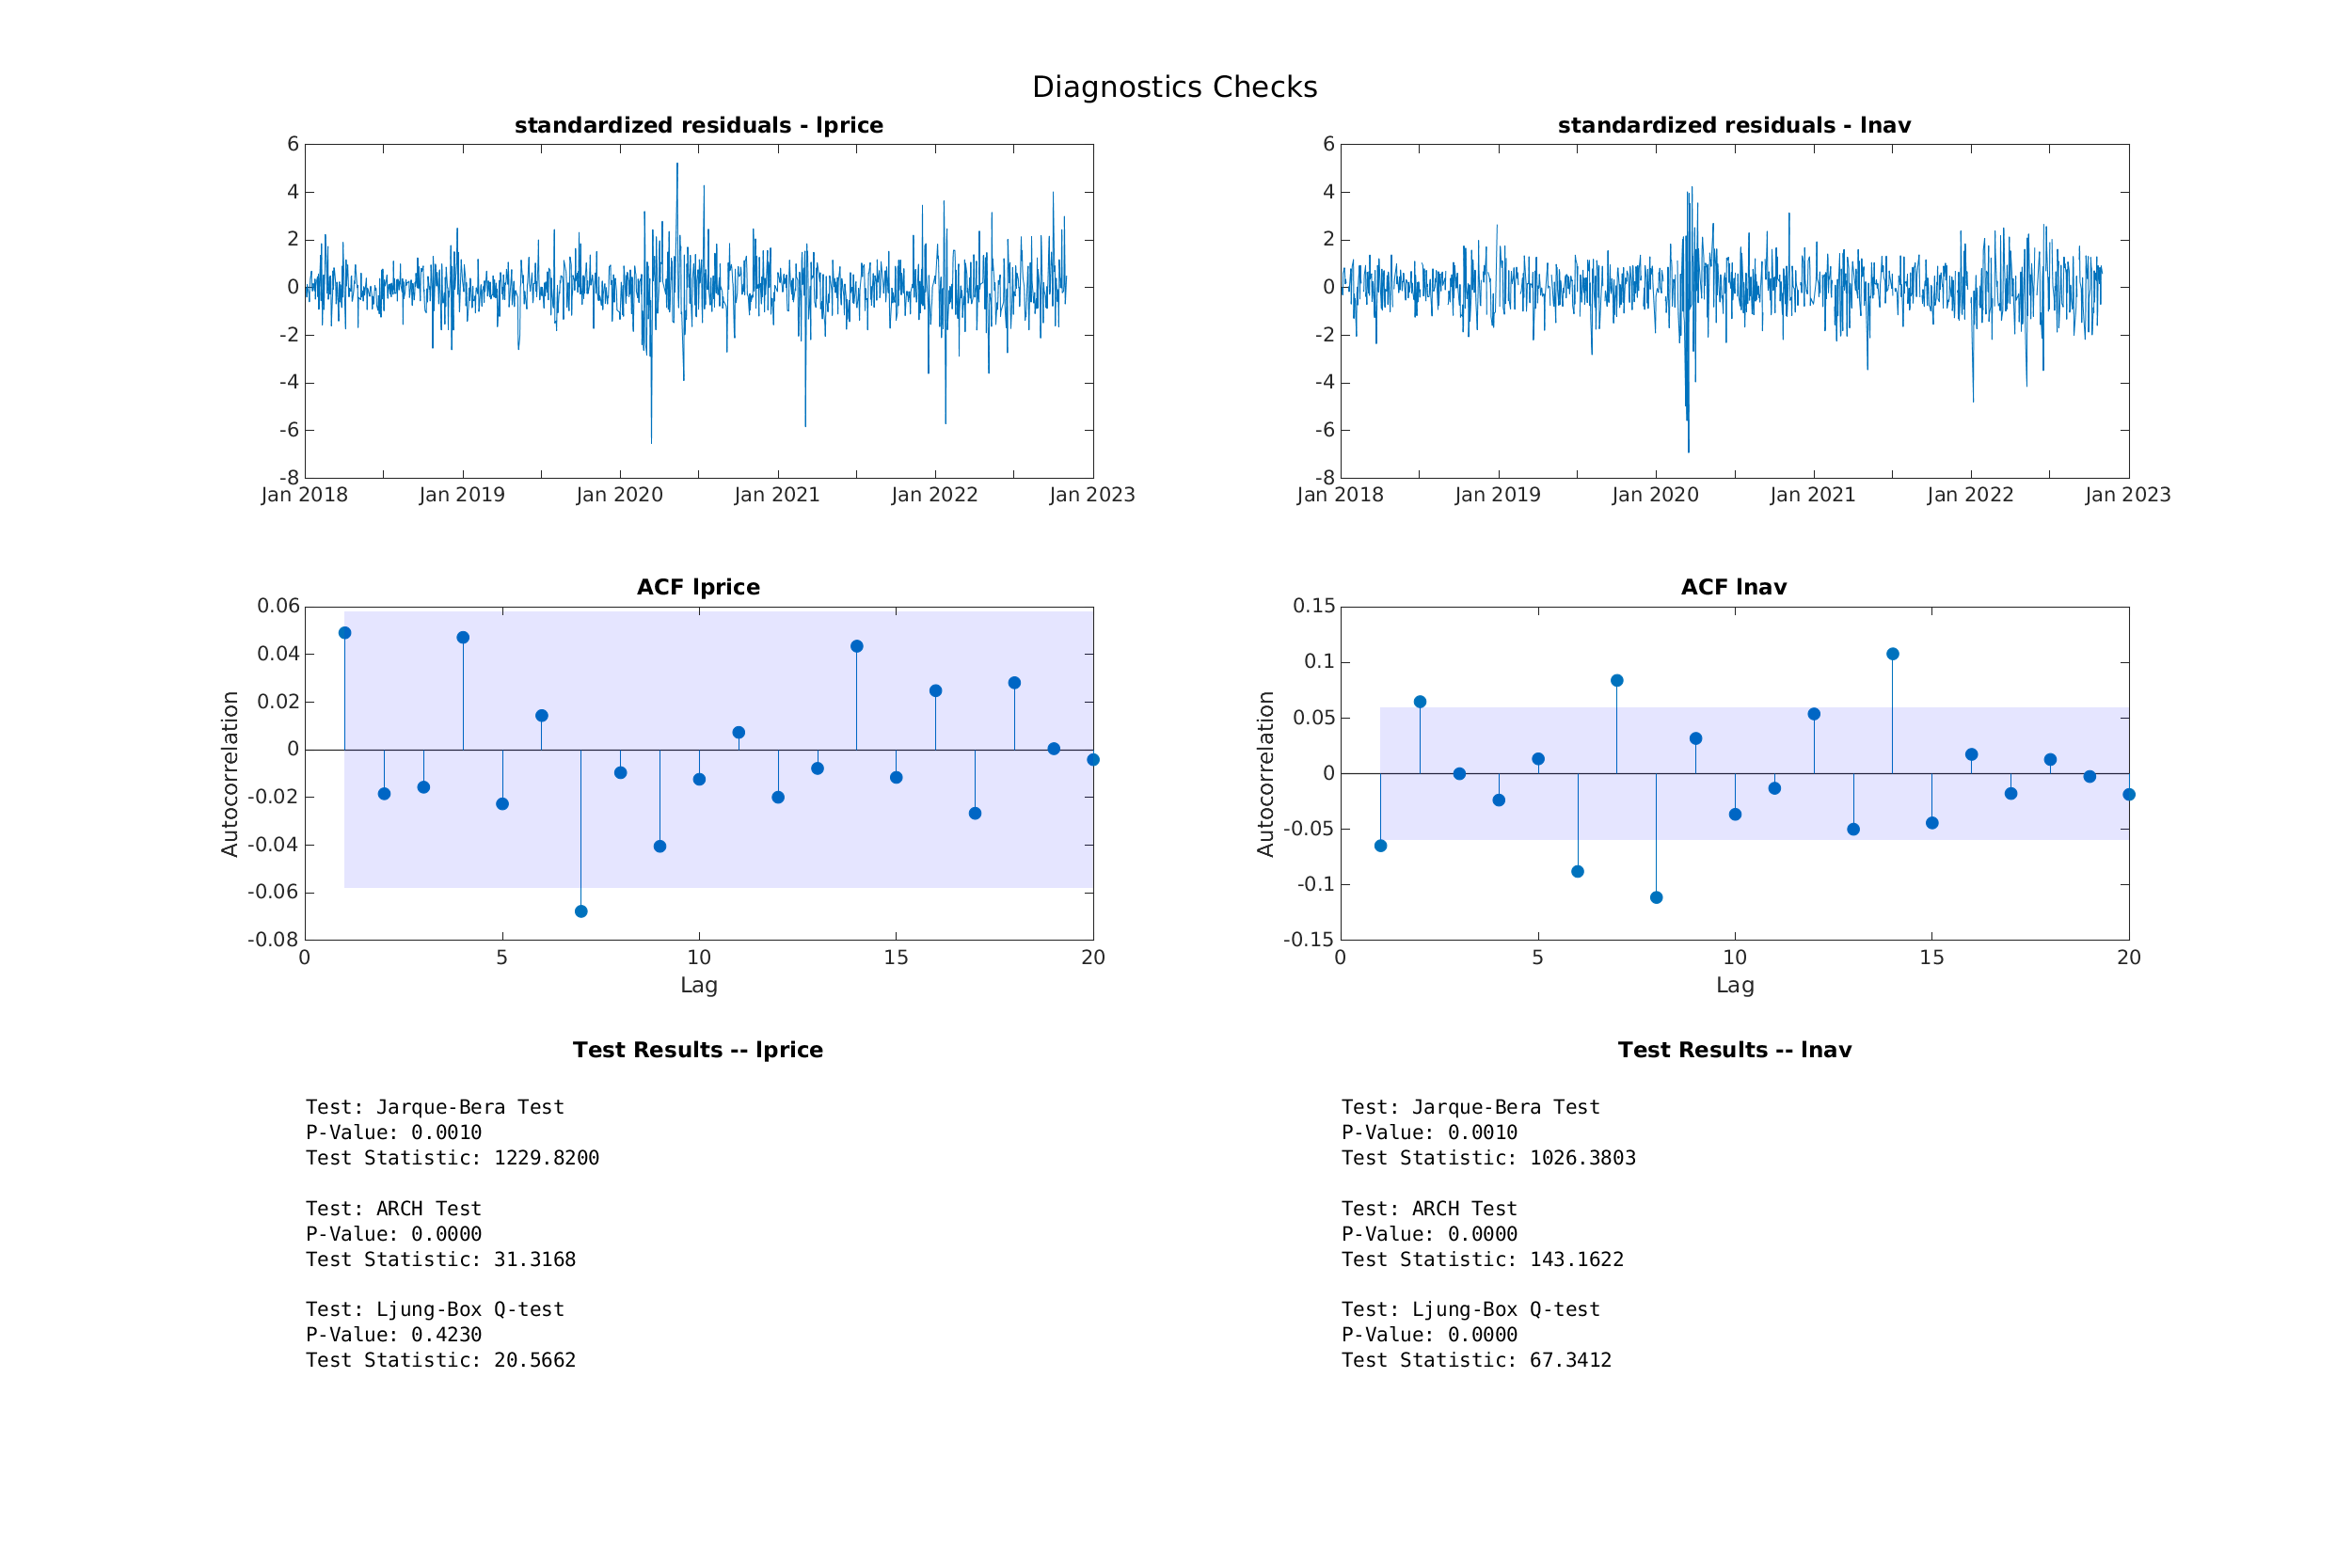 Diagnostics Checks
standardized residuals - lprice
6
4
2
0
-2
-4
-6
-8
Jan 2018 Jan 2019 Jan 2020 Jan 2021 Jan 2022 Jan 2023
standardized residuals - lnav
6
4
2
0
-2
-4
-6
-8
Jan 2018 Jan 2019 Jan 2020 Jan 2021 Jan 2022 Jan 2023
ACF lprice
Autocorrelation
0.06
0.04
0.02
0
-0.02
-0.04
-0.06
-0.08
0 5 10 15 20
Lag
ACF lnav
Autocorrelation
0.15
0.1
0.05
0
-0.05
-0.1
-0.15
0 5 10 15 20
Lag
Test Results -- lprice
Test: Jarque-Bera Test
P-Value: 0.0010
Test Statistic: 1229.8200
Test: ARCH Test
P-Value: 0.0000
Test Statistic: 31.3168
Test: Ljung-Box Q-test
P-Value: 0.4230
Test Statistic: 20.5662
Test Results -- lnav
Test: Jarque-Bera Test
P-Value: 0.0010
Test Statistic: 1026.3803
Test: ARCH Test
P-Value: 0.0000
Test Statistic: 143.1622
Test: Ljung-Box Q-test
P-Value: 0.0000
Test Statistic: 67.3412